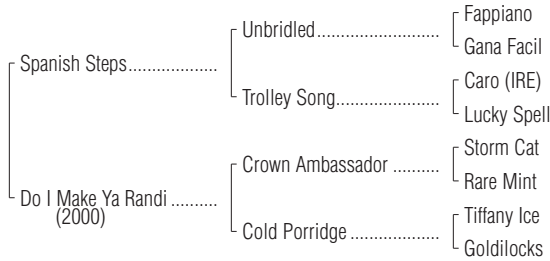 Fappiano
Unbridled....................
Gana Facil
Spanish Steps..................
Caro (IRE)
Trolley Song.....................
Lucky Spell
Storm Cat
Crown Ambassador ..........
Rare Mint
Do I Make Ya Randi ..........
(2000)
Tiffany Ice
Cold Porridge ..................
Goldilocks